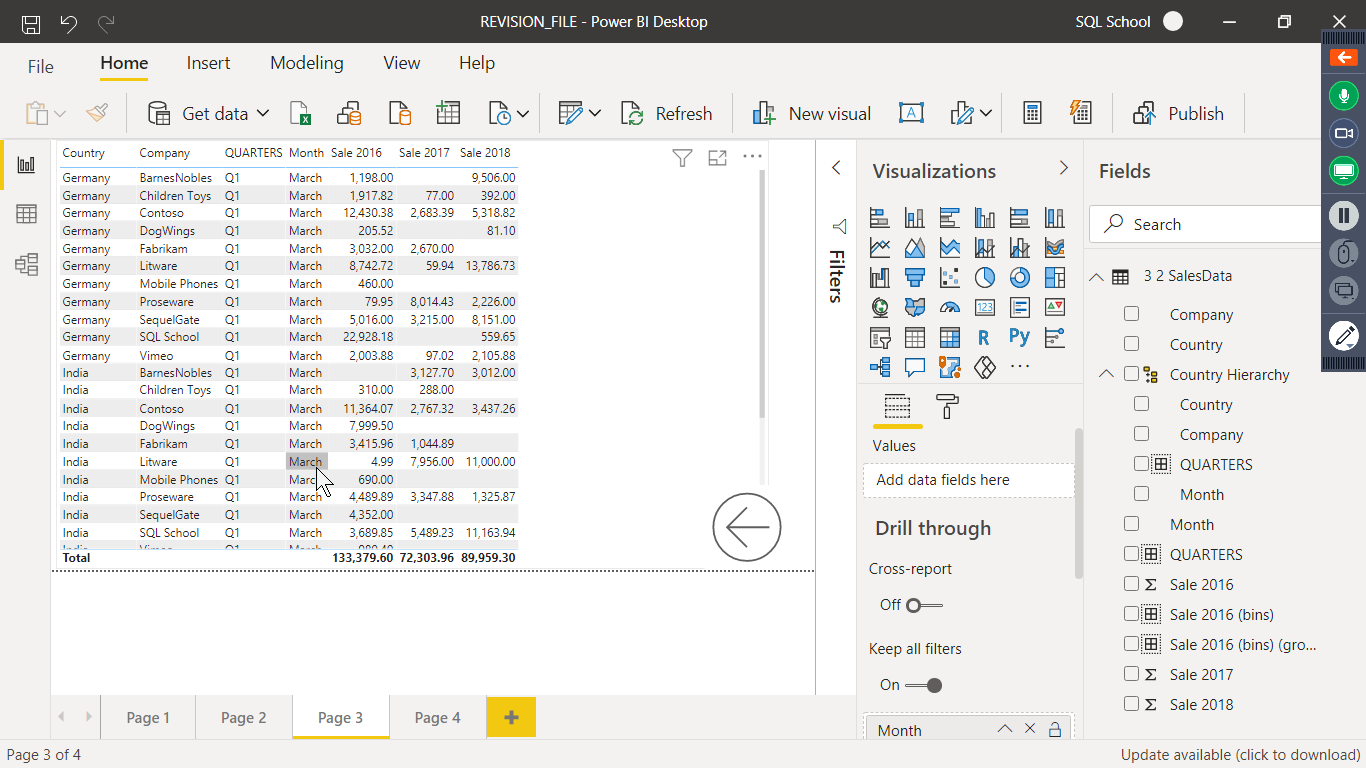 REVISION_FILE - Power BI Desktop
SQL School
File Home Insert Modeling View Help
Get data Refresh New visual Publish
Country Company QUARTERS Month Sale 2016 Sale 2017 Sale 2018
Germany BarnesNobles Q1 March 1,198.00 9,506.00
Germany Children Toys Q1 March 1,917.82 77.00 392.00
Germany Contoso Q1 March 12,430.38 2,683.39 5,318.82
Germany DogWings Q1 March 205.52 81.10
Germany Fabrikam Q1 March 3,032.00 2,670.00
Germany Litware Q1 March 8,742.72 59.94 13,786.73
Germany Mobile Phones Q1 March 460.00
Germany Proseware Q1 March 79.95 8,014.43 2,226.00
Germany SequelGate Q1 March 5,016.00 3,215.00 8,151.00
Germany SQL School Q1 March 22,928.18 559.65
Germany Vimeo Q1 March 2,003.88 97.02 2,105.88
India BarnesNobles Q1 March 3,127.70 3,012.00
India Children Toys Q1 March 310.00 288.00
India Contoso Q1 March 11,364.07 2,767.32 3,437.26
India DogWings Q1 March 7,999.50
India Fabrikam Q1 March 3,415.96 1,044.89
India Litware Q1 March 4.99 7,956.00 11,000.00
India Mobile Phones Q1 March 690.00
India Proseware Q1 March 4,489.89 3,347.88 1,325.87
India SequelGate Q1 March 4,352.00
India SQL School Q1 March 3,689.85 5,489.23 11,163.94
Total 133,379.60 72,303.96 89,959.30
Filters
Visualizations
123
R Py
Values
Add data fields here
Drill through
Cross-report
Off
Keep all filters
On
Month
Fields
Search
3 2 SalesData
Company
Country
Country Hierarchy
Country
Company
QUARTERS
Month
Month
QUARTERS
Sale 2016
Sale 2016 (bins)
Sale 2016 (bins) (gro...
Sale 2017
Sale 2018
Page 1 Page 2 Page 3 Page 4
Page 3 of 4
Update available (click to download)